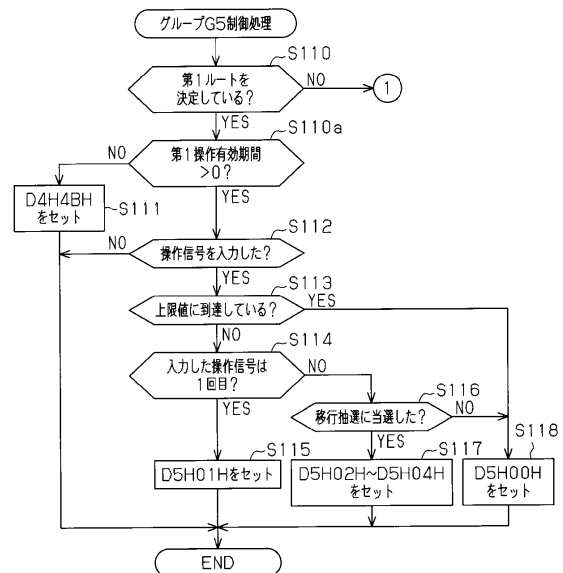 グループG5制御処理
S110
第1ルートを
決定している?
NO
1
YES
S110a
第1操作有効期間
>0?
NO
YES
D4H4BH
をセット
S111
S112
NO
操作信号を入力した?
YES
S113
上限値に到達している?
YES
NO
S114
入力した操作信号は
1回目?
NO
YES
S116
移行抽選に当選した?
NO
YES
S115
D5H01Hをセット
S117
D5H02H~D5H04H
をセット
S118
D5H00H
をセット
END